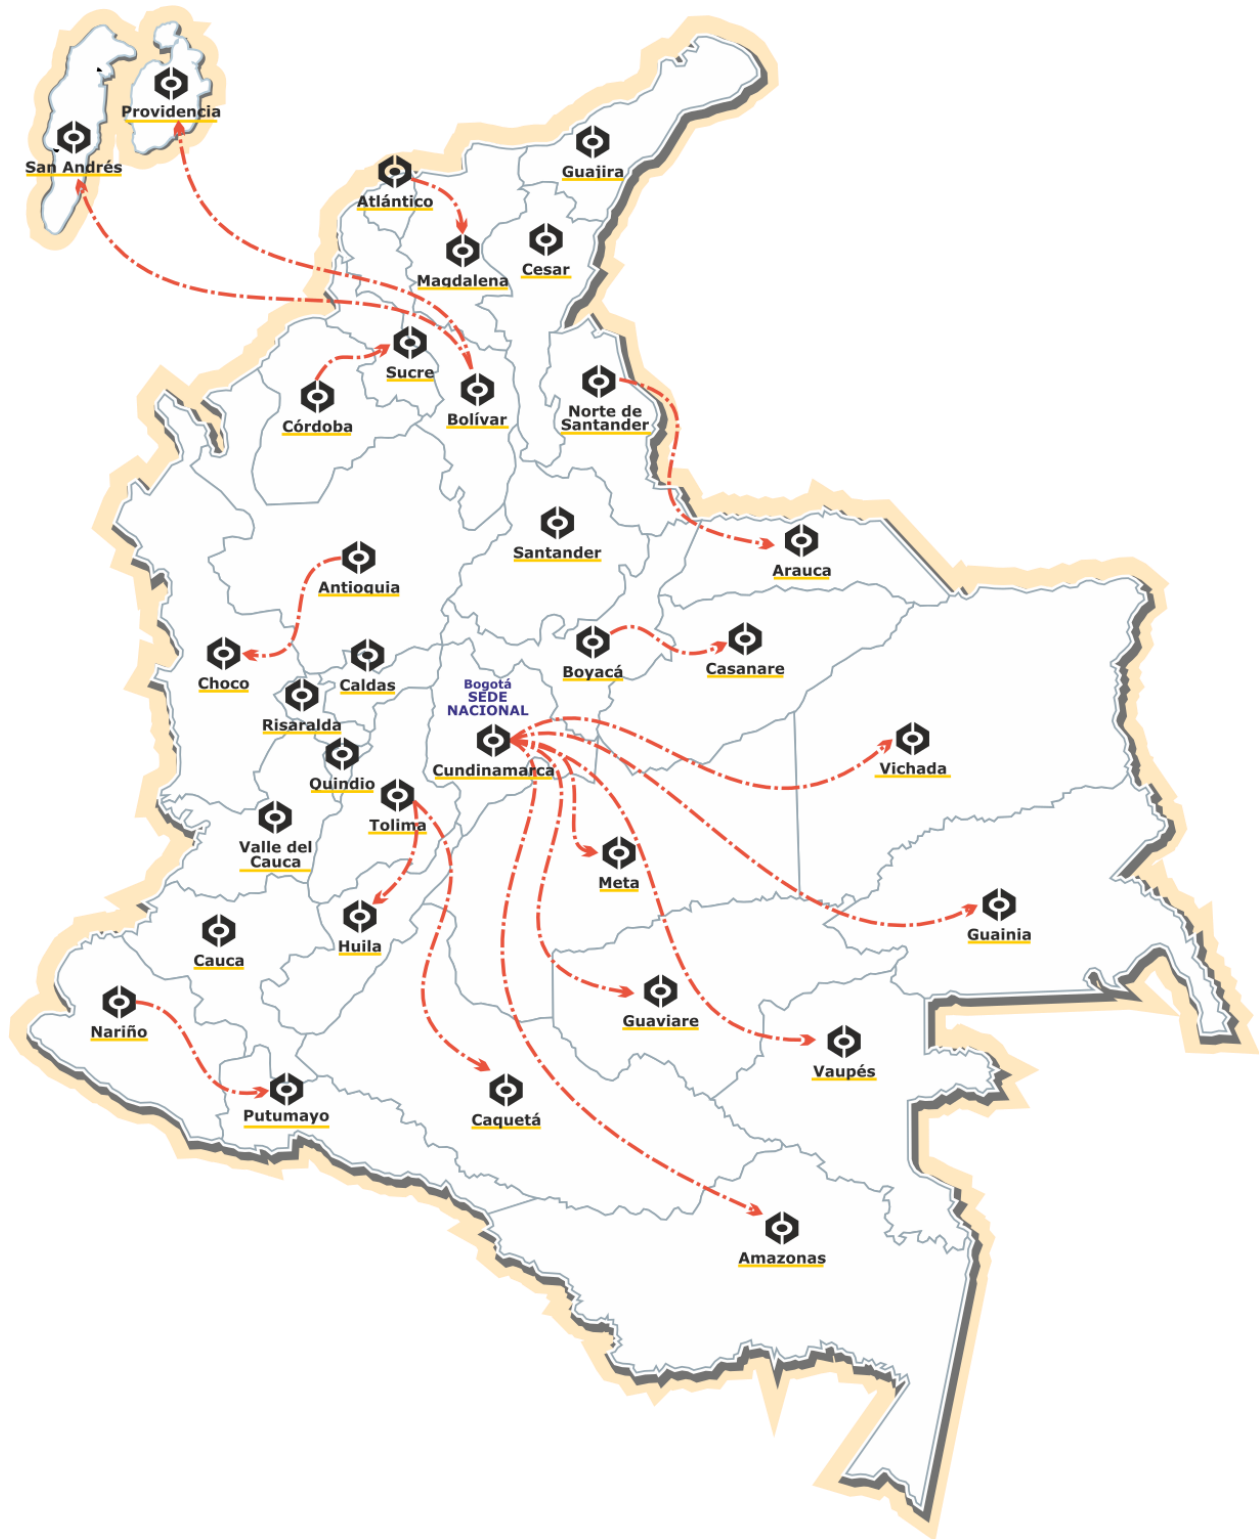 Providencia
San Andrés
Guajira
Atlántico
Cesar
Magdalena
Sucre
Bolívar
Norte de
Santander
Córdoba
Santander
Arauca
Antioquia
Boyacá
Casanare
Choco
Caldas
Bogotá
SEDE
NACIONAL
Risaralda
Cundinamarca
Vichada
Quindio
Tolima
Valle del
Cauca
Meta
Guainia
Huila
Cauca
Guaviare
Nariño
Vaupés
Putumayo
Caquetá
Amazonas